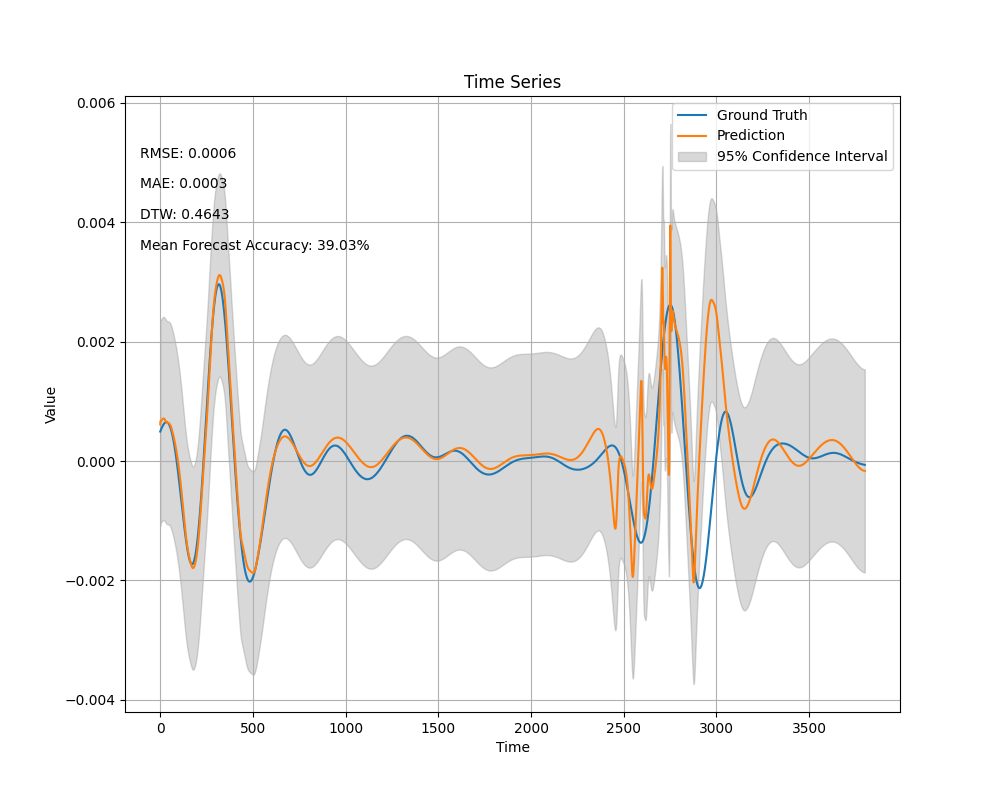 Time Series
Ground Truth
Prediction
95% Confidence Interval
RMSE: 0.0006
MAE: 0.0003
DTW: 0.4643
Mean Forecast Accuracy: 39.03%
Value
0.006
0.004
0.002
0.000
−0.002
−0.004
0 500 1000 1500 2000 2500 3000 3500
Time